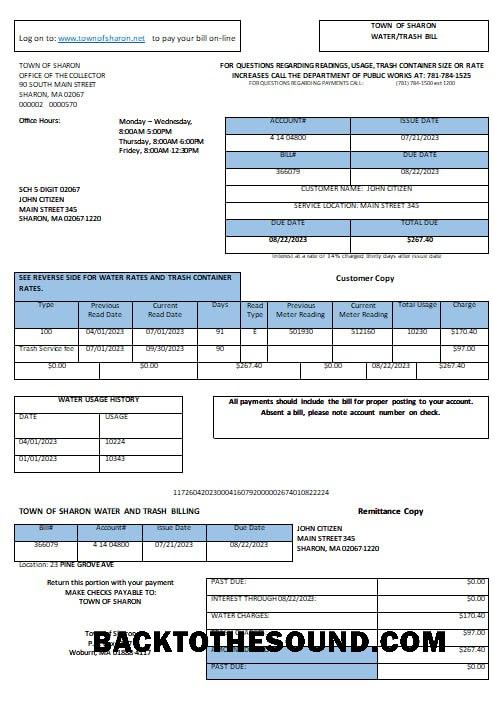 Log on to: www.townofsharon.net to pay your bill on-line
TOWN OF SHARON
WATER/TRASH BILL
TOWN OF SHARON
OFFICE OF THE COLLECTOR
90 SOUTH MAIN STREET
SHARON, MA 02067
000002 0000570
FOR QUESTIONS REGARDING READINGS, USAGE, TRASH CONTAINER SIZE OR RATE
INCREASES CALL THE DEPARTMENT OF PUBLIC WORKS AT: 781-784-1525
FOR QUESTIONS REGARDING PAYMENTS CALL: (781) 784-1500 ext 1200
Office Hours: Monday – Wednesday,
8:00AM-5:00PM
Thursday, 8:00AM-6:00PM
Friday, 8:00AM-12:30PM
ACCOUNT# ISSUE DATE
4 14 04800 07/21/2023
BILL# DUE DATE
366079 08/22/2023
CUSTOMER NAME: JOHN CITIZEN
SERVICE LOCATION: MAIN STREET 345
DUE DATE TOTAL DUE
08/22/2023 $267.40
Interest at a rate of 14% charged thirty days after issue date
SCH 5-DIGIT 02067
JOHN CITIZEN
MAIN STREET 345
SHARON, MA 02067-1220
SEE REVERSE SIDE FOR WATER RATES AND TRASH CONTAINER
RATES.
Customer Copy
Type Previous Read Date Current Read Date Days Read Type Previous Meter Reading Current Meter Reading Total Usage Charge
100 04/01/2023 07/01/2023 91 E 501930 512160 10230 $170.40
Trash Service fee 07/01/2023 09/30/2023 90 $97.00
$0.00 $0.00 $267.40 $0.00 08/22/2023 $267.40
WATER USAGE HISTORY
DATE USAGE
04/01/2023 10224
01/01/2023 10343
All payments should include the bill for proper posting to your account.
Absent a bill, please note account number on check.
1172604202300041607920000026740108222​24
TOWN OF SHARON WATER AND TRASH BILLING
Remittance Copy
Bill# Account# Issue Date Due Date
366079 4 14 04800 07/21/2023 08/22/2023
JOHN CITIZEN
MAIN STREET 345
SHARON, MA 02067-1220
Location: 23 PINE GROVE AVE
Return this portion with your payment
MAKE CHECKS PAYABLE TO:
TOWN OF SHARON
Woburn, MA 01888-4117
PAST DUE: $0.00
INTEREST THROUGH 08/22/2023: $0.00
WATER CHARGES: $170.40
$97.00
$267.40
PAST DUE: $0.00
BACKTOTHESOUND.COM